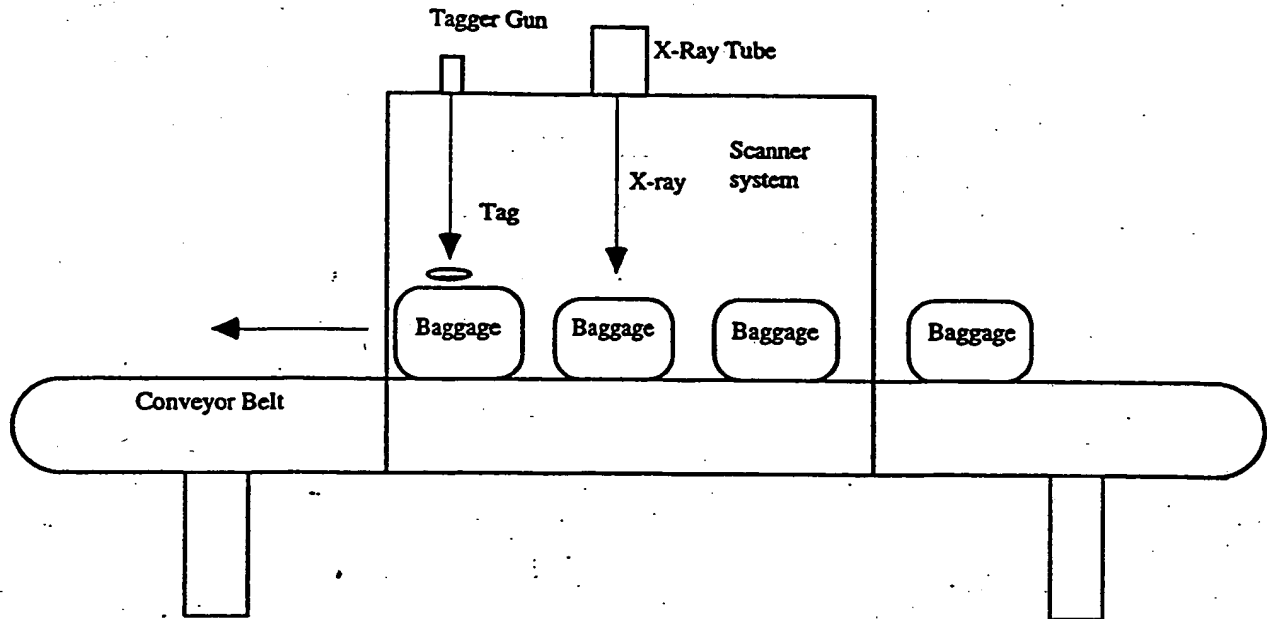 Tagger Gun
X-Ray Tube
Scanner
system
X-ray
Tag
Baggage
Baggage
Baggage
Baggage
Conveyor Belt